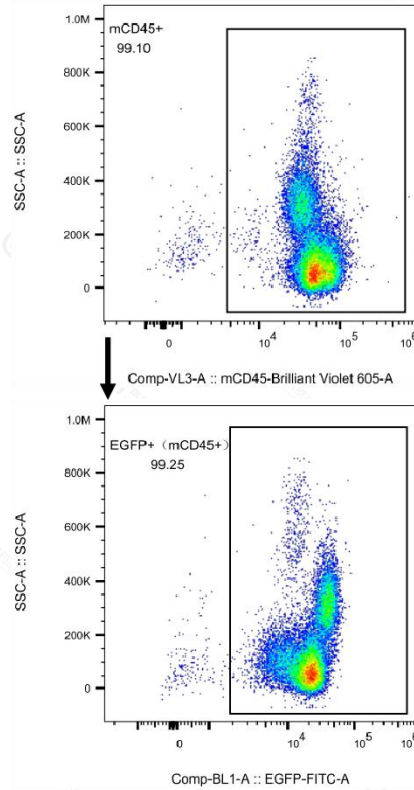 mCD45+
99.10
1.0M
800K
600K
400K
200K
0
SSC-A :: SSC-A
0
10⁴
10⁵
10⁶
Comp-VL3-A :: mCD45-Brilliant Violet 605-A
EGFP+（mCD45+）
99.25
1.0M
800K
600K
400K
200K
0
SSC-A :: SSC-A
0
10⁴
10⁵
10⁶
Comp-BL1-A :: EGFP-FITC-A